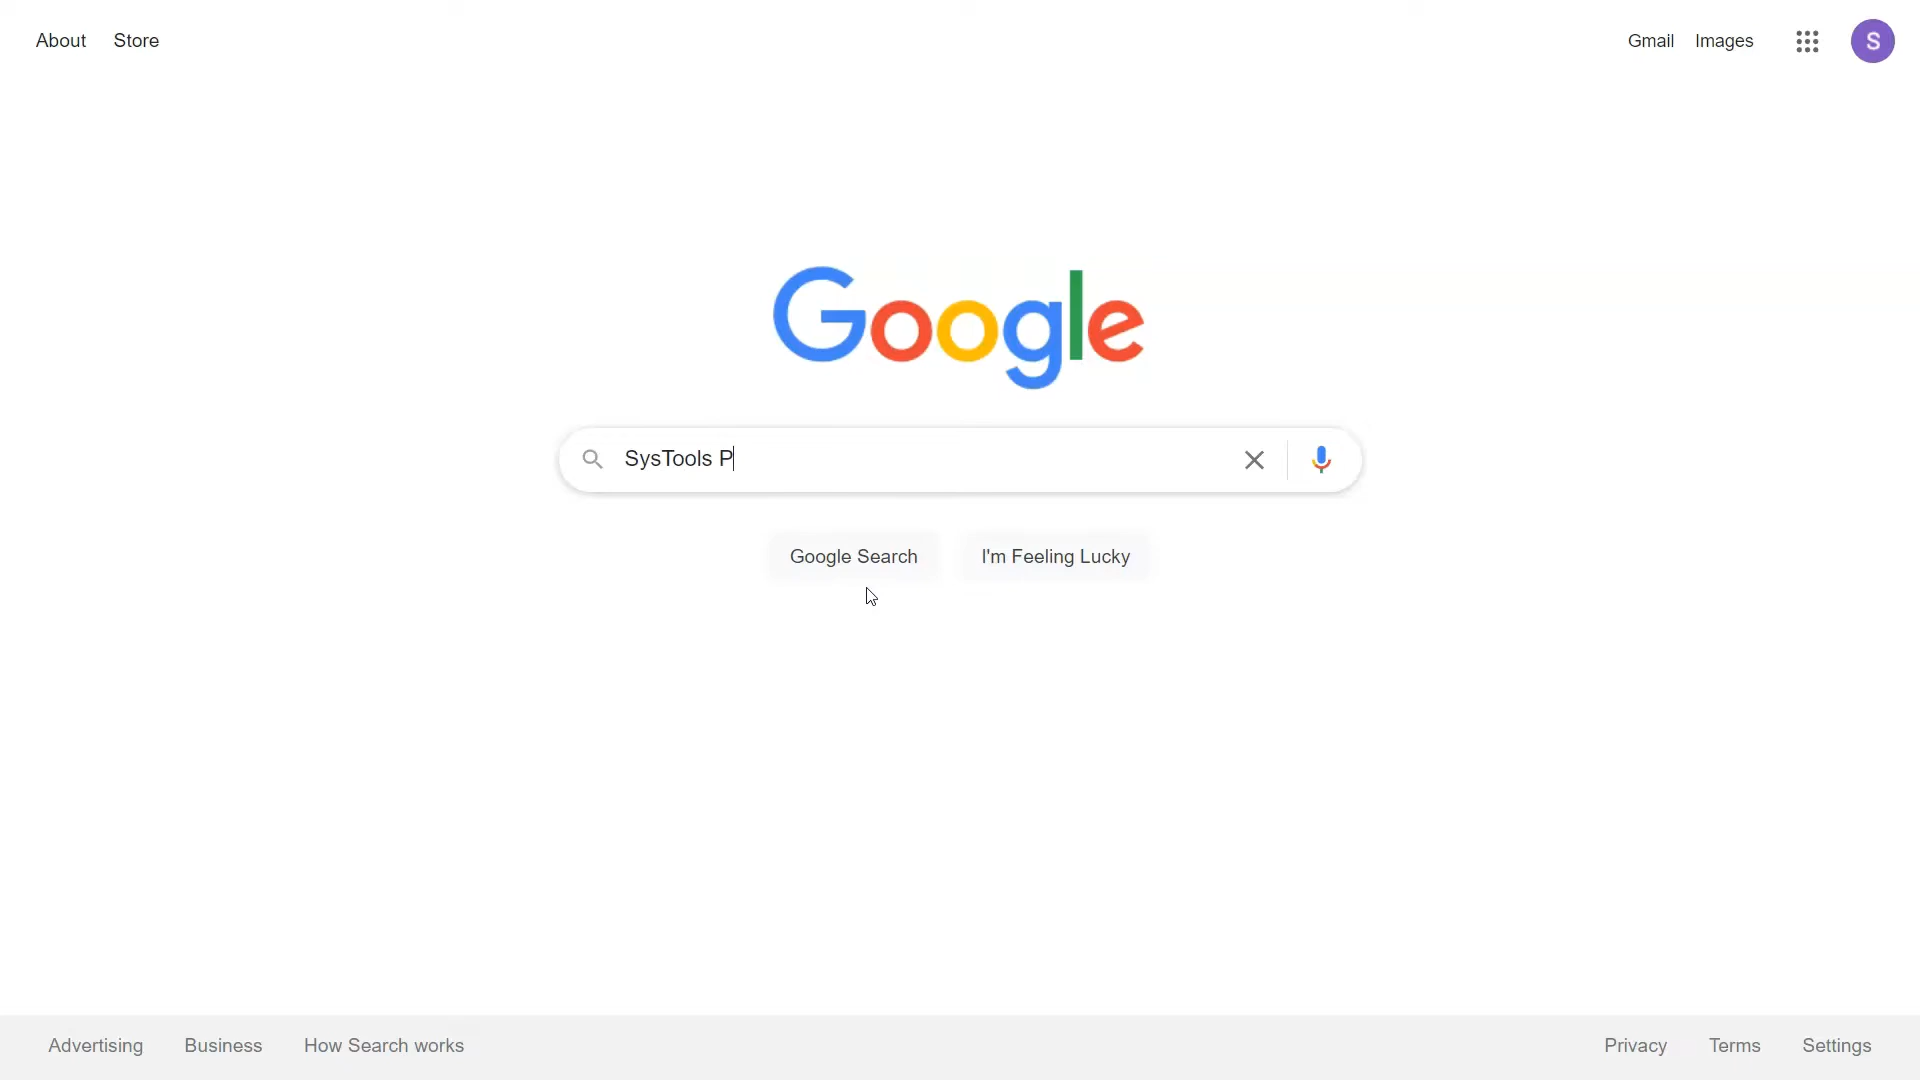 About Store
Gmail Images S
Google
SysTools P
Google Search I'm Feeling Lucky
Advertising Business How Search works
Privacy Terms Settings